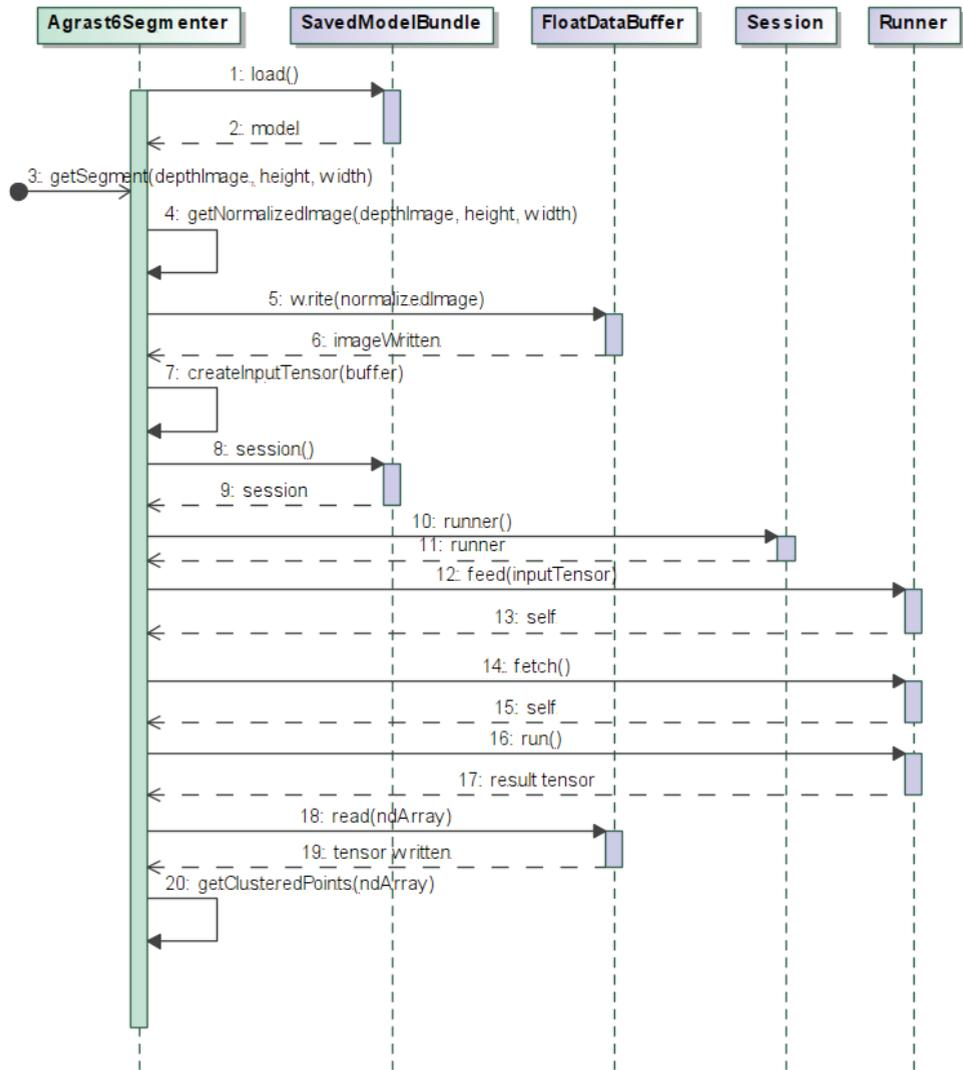 Agrast6Segmenter SavedModelBundle FloatDataBuffer Session Runner
1: load()
2: model
3: getSegment(depthImage, height, width)
4: getNormalizedImage(depthImage, height, width)
5: write(normalizedImage)
6: imageWritten
7: createInputTensor(buffer)
8: session()
9: session
10: runner()
11: runner
12: feed(inputTensor)
13: self
14: fetch()
15: self
16: run()
17: result tensor
18: read(ndArray)
19: tensor written
20: getClusteredPoints(ndArray)